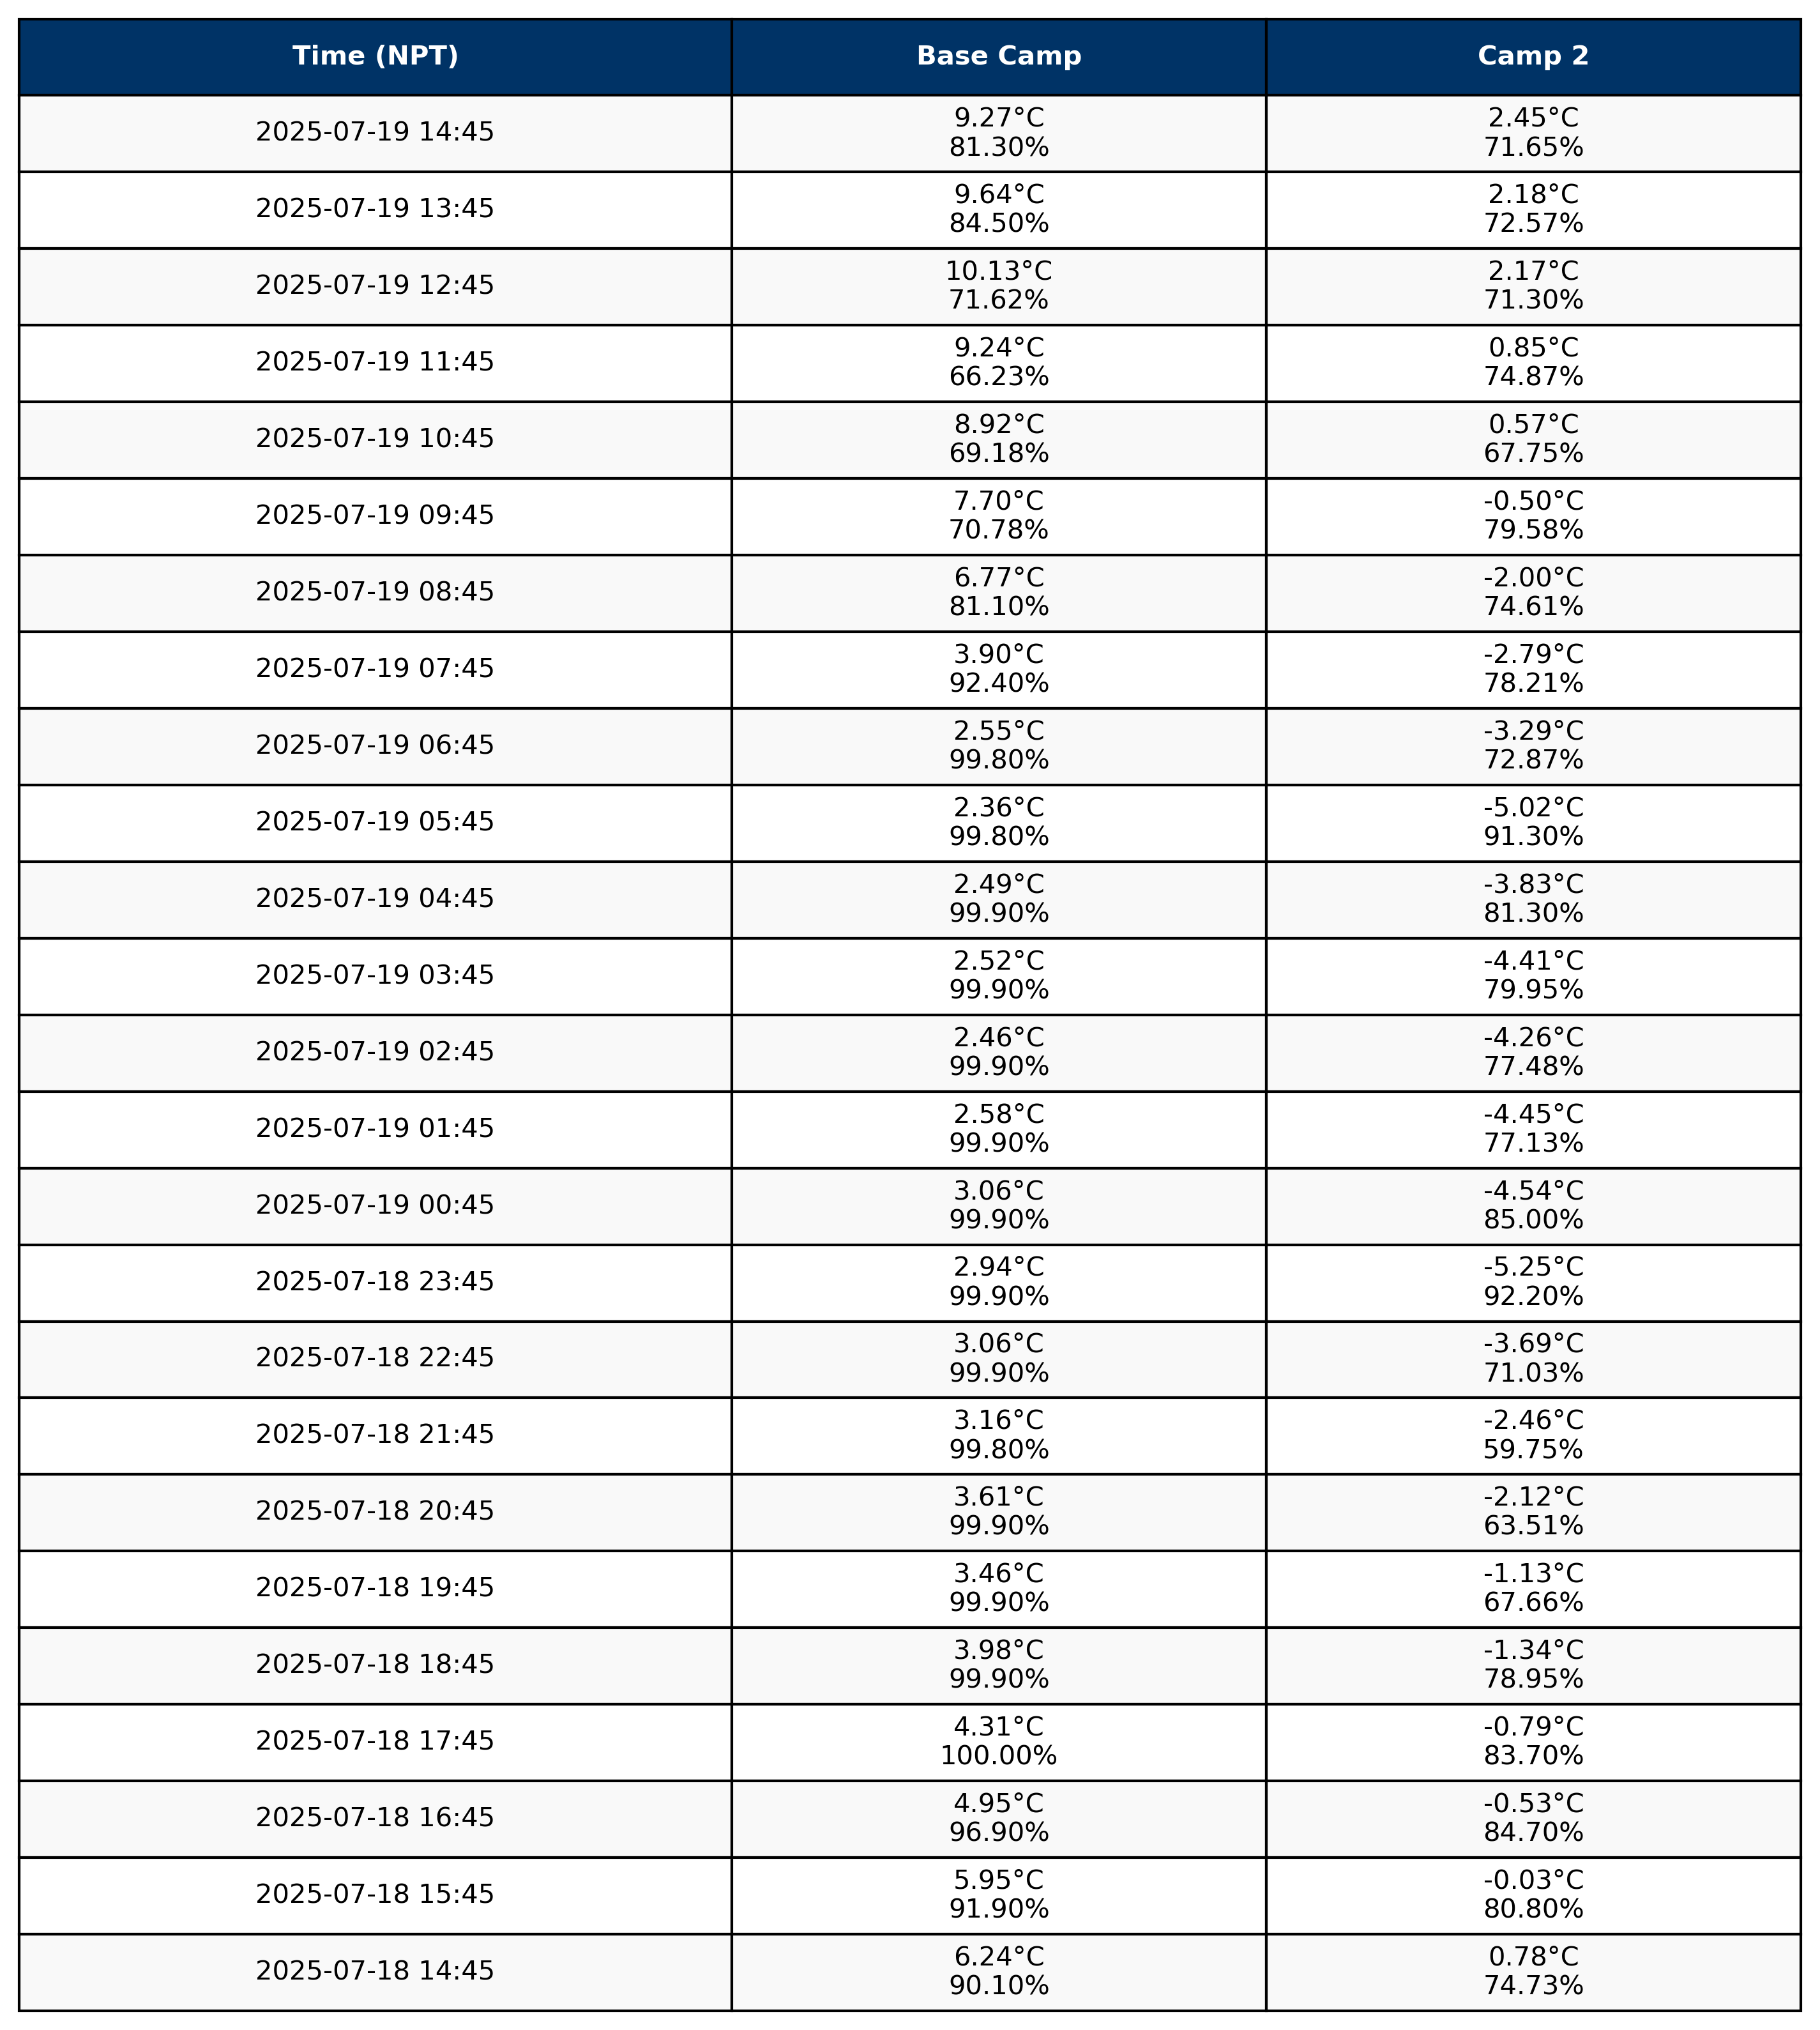 Time (NPT) Base Camp Camp 2
2025-07-19 14:45 9.27°C 2.45°C
81.30% 71.65%
2025-07-19 13:45 9.64°C 2.18°C
84.50% 72.57%
2025-07-19 12:45 10.13°C 2.17°C
71.62% 71.30%
2025-07-19 11:45 9.24°C 0.85°C
66.23% 74.87%
2025-07-19 10:45 8.92°C 0.57°C
69.18% 67.75%
2025-07-19 09:45 7.70°C -0.50°C
70.78% 79.58%
2025-07-19 08:45 6.77°C -2.00°C
81.10% 74.61%
2025-07-19 07:45 3.90°C -2.79°C
92.40% 78.21%
2025-07-19 06:45 2.55°C -3.29°C
99.80% 72.87%
2025-07-19 05:45 2.36°C -5.02°C
99.80% 91.30%
2025-07-19 04:45 2.49°C -3.83°C
99.90% 81.30%
2025-07-19 03:45 2.52°C -4.41°C
99.90% 79.95%
2025-07-19 02:45 2.46°C -4.26°C
99.90% 77.48%
2025-07-19 01:45 2.58°C -4.45°C
99.90% 77.13%
2025-07-19 00:45 3.06°C -4.54°C
99.90% 85.00%
2025-07-18 23:45 2.94°C -5.25°C
99.90% 92.20%
2025-07-18 22:45 3.06°C -3.69°C
99.90% 71.03%
2025-07-18 21:45 3.16°C -2.46°C
99.80% 59.75%
2025-07-18 20:45 3.61°C -2.12°C
99.90% 63.51%
2025-07-18 19:45 3.46°C -1.13°C
99.90% 67.66%
2025-07-18 18:45 3.98°C -1.34°C
99.90% 78.95%
2025-07-18 17:45 4.31°C -0.79°C
100.00% 83.70%
2025-07-18 16:45 4.95°C -0.53°C
96.90% 84.70%
2025-07-18 15:45 5.95°C -0.03°C
91.90% 80.80%
2025-07-18 14:45 6.24°C 0.78°C
90.10% 74.73%